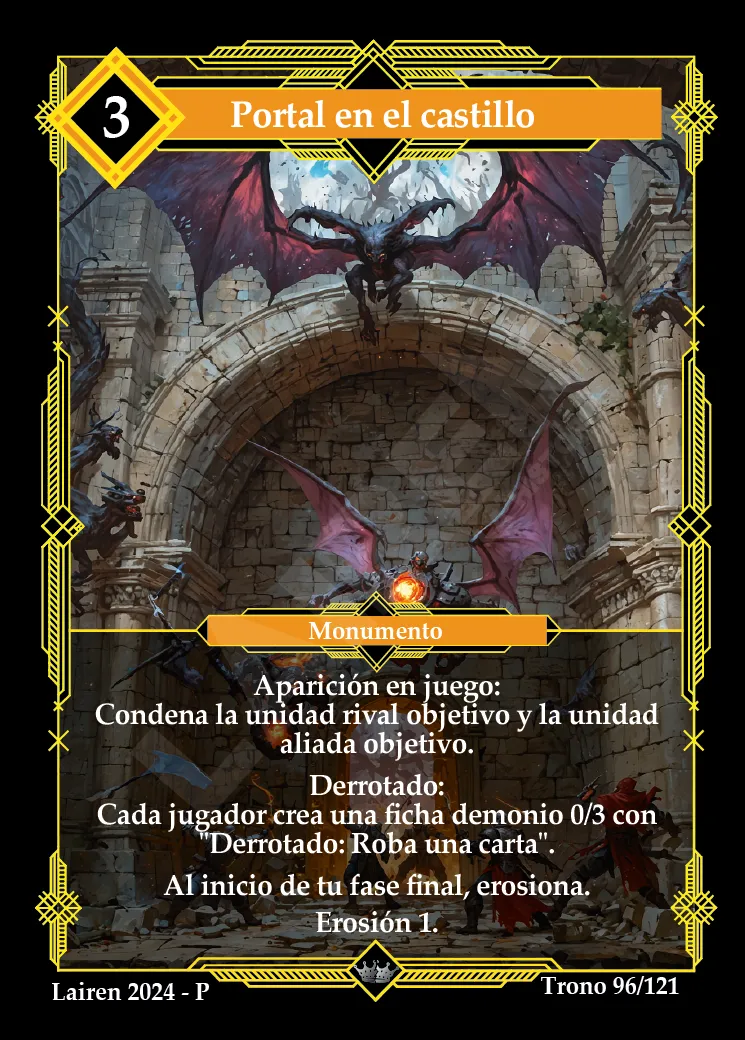 3
Portal en el castillo
Monumento
Aparición en juego:
Condena la unidad rival objetivo y la unidad
aliada objetivo.
Derrotado:
Cada jugador crea una ficha demonio 0/3 con
"Derrotado: Roba una carta".
Al inicio de tu fase final, erosiona.
Erosión 1.
Lairen 2024 - P
Trono 96/121